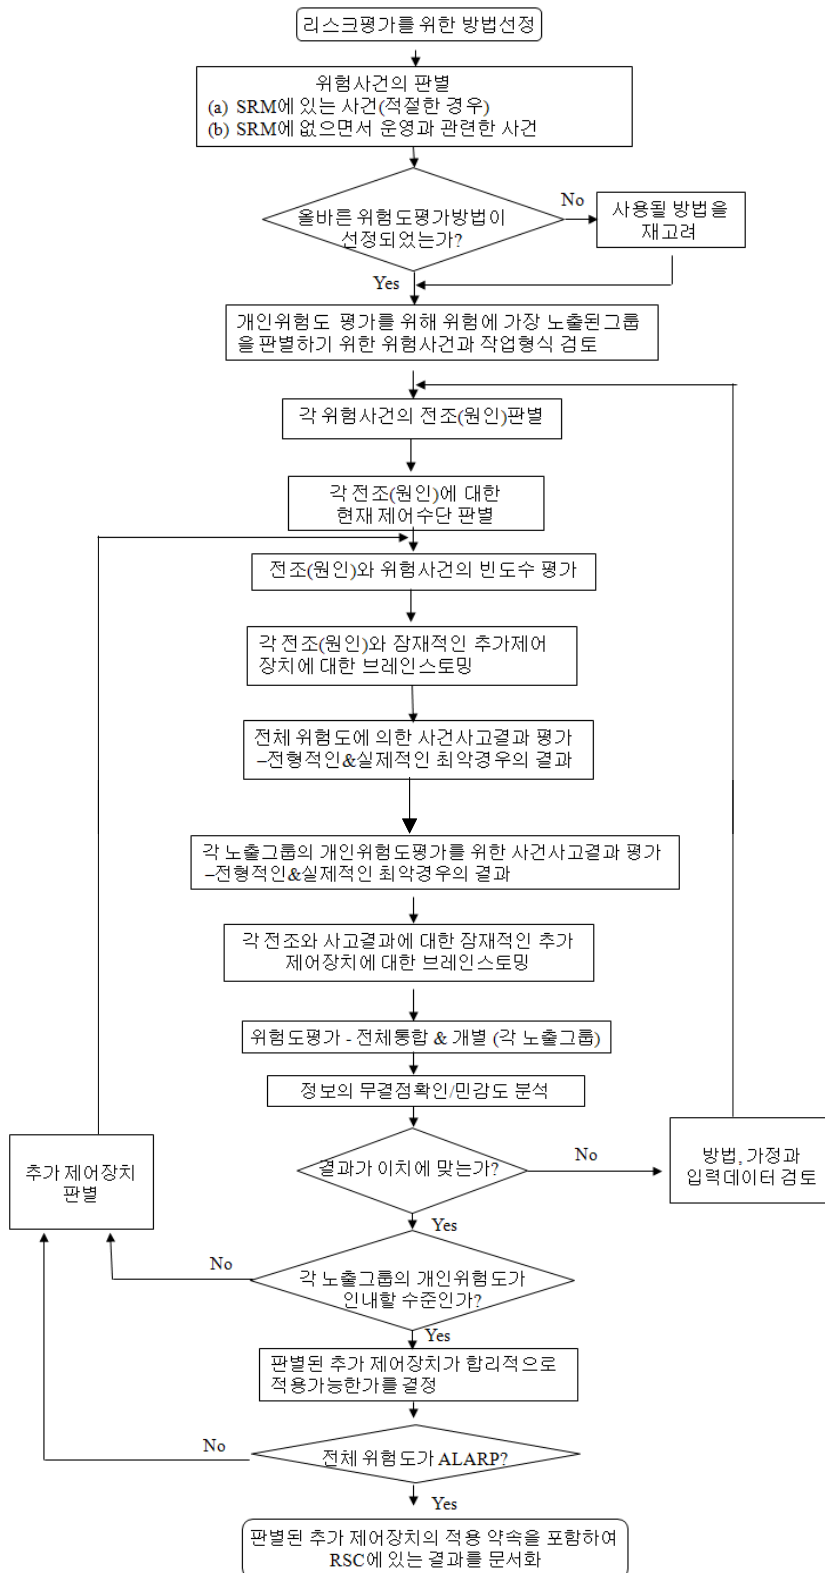 리스크평가를 위한 방법선정
위험사건의 판별
(a) SRM에 있는 사건(적절한 경우)
(b) SRM에 없으면서 운영과 관련한 사건
올바른 위험도평가방법이
선정되었는가?
No
사용될 방법을
재고려
Yes
개인위험도 평가를 위해 위험에 가장 노출된그룹
을 판별하기 위한 위험사건과 작업형식 검토
각 위험사건의 전조(원인)판별
각 전조(원인)에 대한
현재 제어수단 판별
전조(원인)와 위험사건의 빈도수 평가
각 전조(원인)와 잠재적인 추가제어
장치에 대한 브레인스토밍
전체 위험도에 의한 사건사고결과 평가
–전형적인&실제적인 최악경우의 결과
각 노출그룹의 개인위험도평가를 위한 사건사고결과 평가
–전형적인&실제적인 최악경우의 결과
각 전조와 사고결과에 대한 잠재적인 추가
제어장치에 대한 브레인스토밍
위험도평가 - 전체통합 & 개별 (각 노출그룹)
정보의 무결점확인/민감도 분석
결과가 이치에 맞는가?
No
방법, 가정과
입력데이터 검토
추가 제어장치
판별
Yes
No
각 노출그룹의 개인위험도가
인내할 수준인가?
Yes
판별된 추가 제어장치가 합리적으로
적용가능한가를 결정
No
전체 위험도가 ALARP?
Yes
판별된 추가 제어장치의 적용 약속을 포함하여
RSC에 있는 결과를 문서화